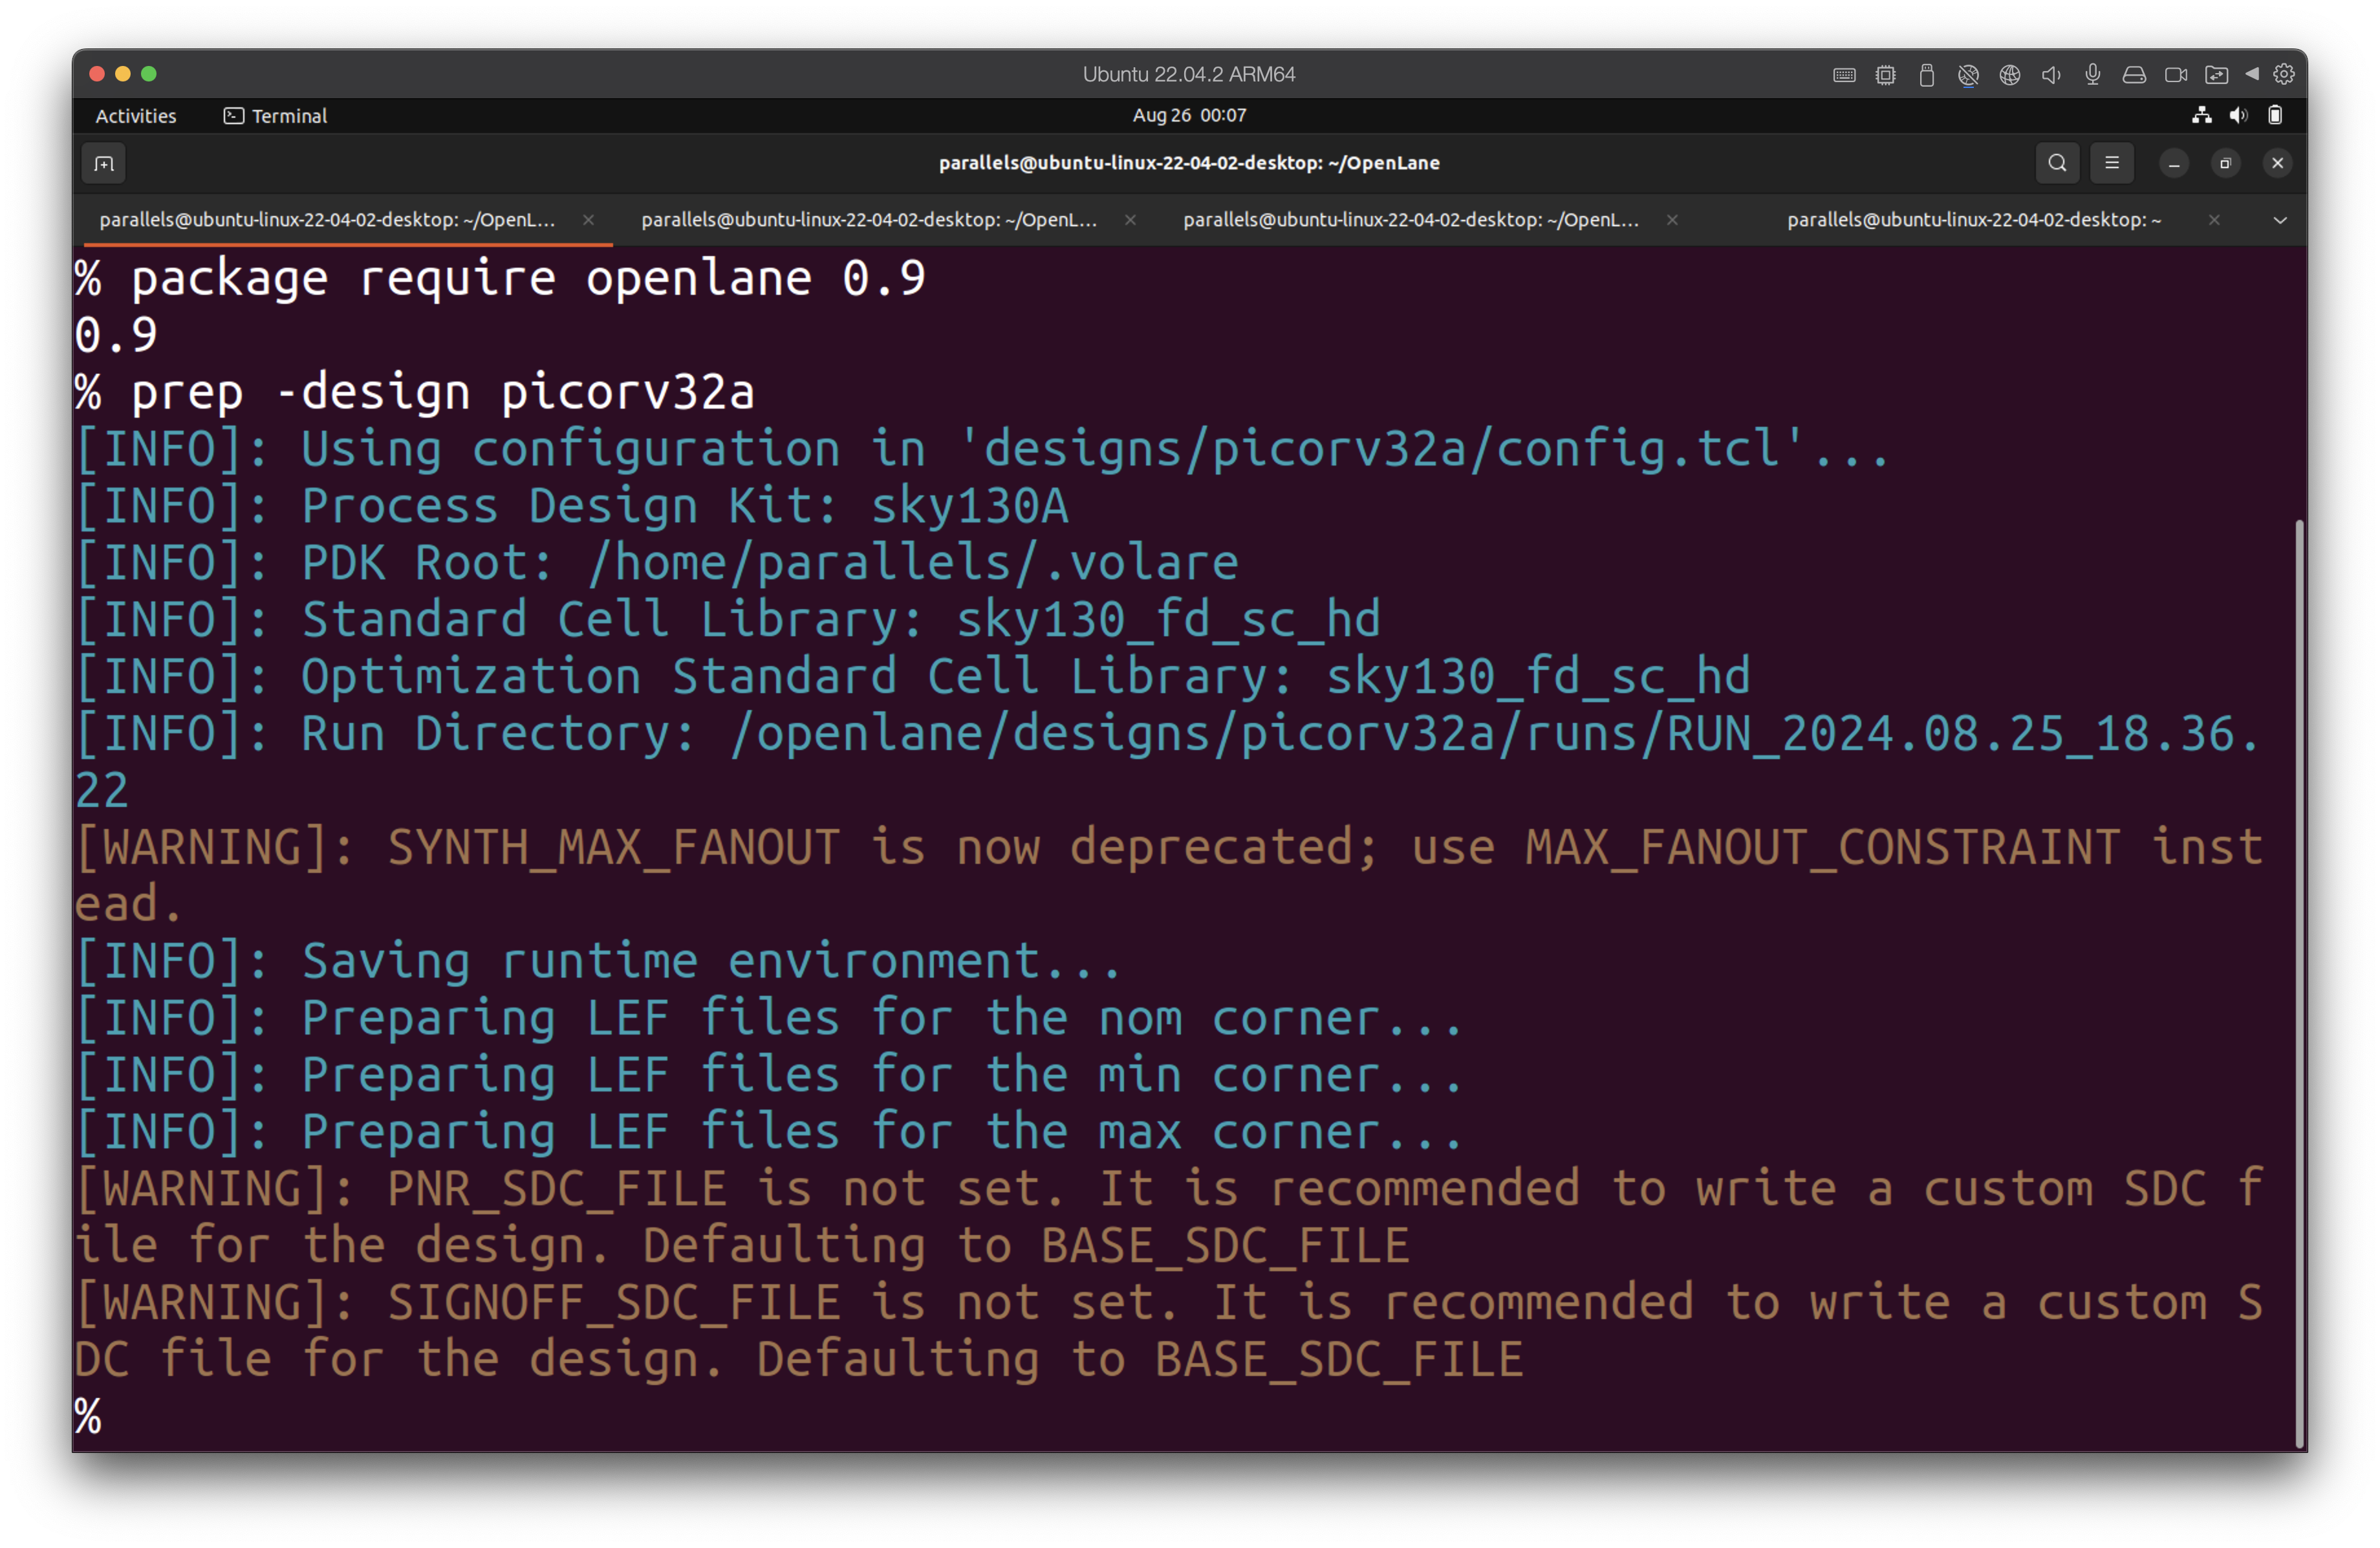 Ubuntu 22.04.2 ARM64
Activities Terminal Aug 26 00:07
parallels@ubuntu-linux-22-04-02-desktop: ~/OpenLane
parallels@ubuntu-linux-22-04-02-desktop: ~/OpenL... parallels@ubuntu-linux-22-04-02-desktop: ~/OpenL... parallels@ubuntu-linux-22-04-02-desktop: ~/OpenL... parallels@ubuntu-linux-22-04-02-desktop: ~
% package require openlane 0.9
0.9
% prep -design picorv32a
[INFO]: Using configuration in 'designs/picorv32a/config.tcl'...
[INFO]: Process Design Kit: sky130A
[INFO]: PDK Root: /home/parallels/.volare
[INFO]: Standard Cell Library: sky130_fd_sc_hd
[INFO]: Optimization Standard Cell Library: sky130_fd_sc_hd
[INFO]: Run Directory: /openlane/designs/picorv32a/runs/RUN_2024.08.25_18.36.
22
[WARNING]: SYNTH_MAX_FANOUT is now deprecated; use MAX_FANOUT_CONSTRAINT inst
ead.
[INFO]: Saving runtime environment...
[INFO]: Preparing LEF files for the nom corner...
[INFO]: Preparing LEF files for the min corner...
[INFO]: Preparing LEF files for the max corner...
[WARNING]: PNR_SDC_FILE is not set. It is recommended to write a custom SDC f
ile for the design. Defaulting to BASE_SDC_FILE
[WARNING]: SIGNOFF_SDC_FILE is not set. It is recommended to write a custom S
DC file for the design. Defaulting to BASE_SDC_FILE
%